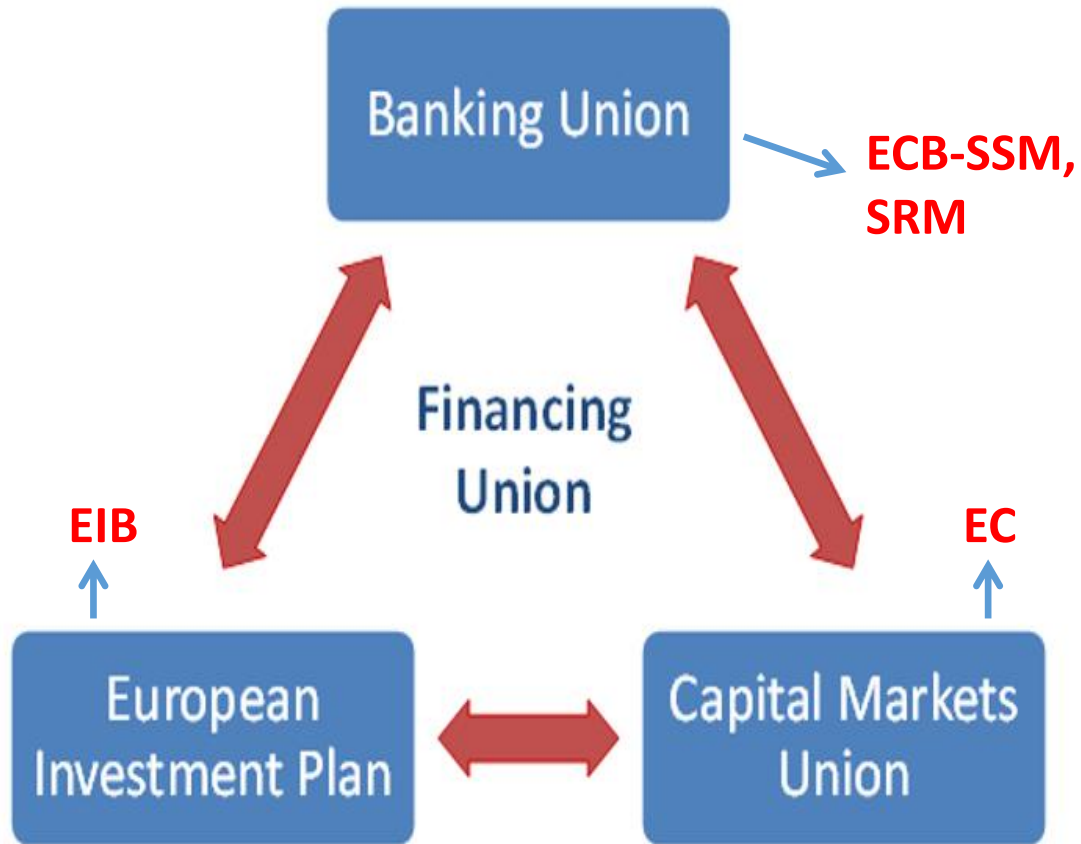 Banking Union
ECB-SSM,
SRM
Financing
Union
EIB
EC
European
Investment Plan
Capital Markets
Union